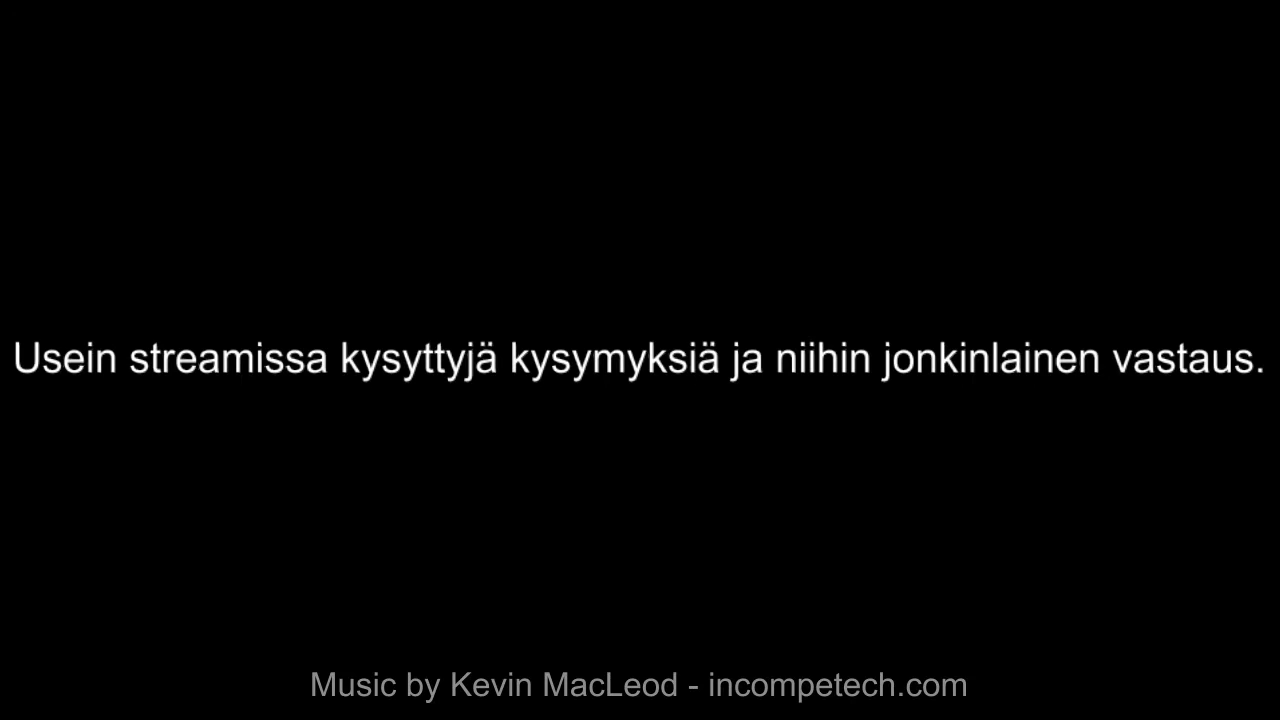 Usein streamissa kysyttyjä kysymyksiä ja niihin jonkinlainen vastaus.
Music by Kevin MacLeod - incompetech.com